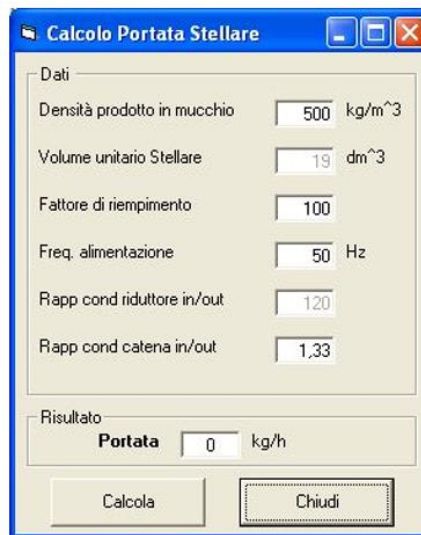 Calcolo Portata Stellare
Dati
Densità prodotto in mucchio 500 kg/m^3
Volume unitario Stellare 19 dm^3
Fattore di riempimento 100
Freq. alimentazione 50 Hz
Rapp cond riduttore in/out 120
Rapp cond catena in/out 1,33
Risultato
Portata 0 kg/h
Calcola Chiudi